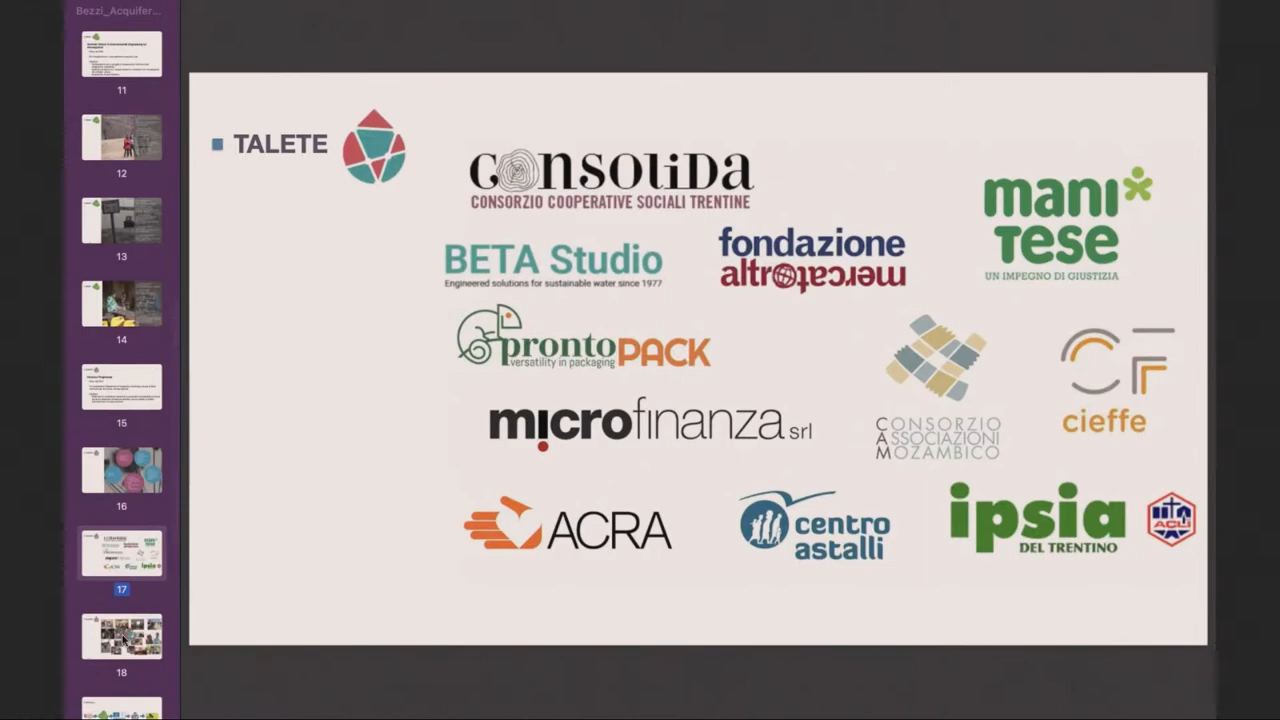 Bezzi_Acquifer...
11
12
13
14
15
16
17
18
TALETE
CONSOLIDA
CONSORZIO COOPERATIVE SOCIALI TRENTINE
mani
TESE
UN IMPEGNO DI GIUSTIZIA
BETA Studio
Engineered solutions for sustainable water since 1977
fondazione
altromercato
prontoPACK
versatility in packaging
CONSORZIO
ASSOCIAZIONI
MOZAMBICO
CF
cieffe
microfinanza srl
ACRA
centro
astalli
ipsia
DEL TRENTINO
ACLI